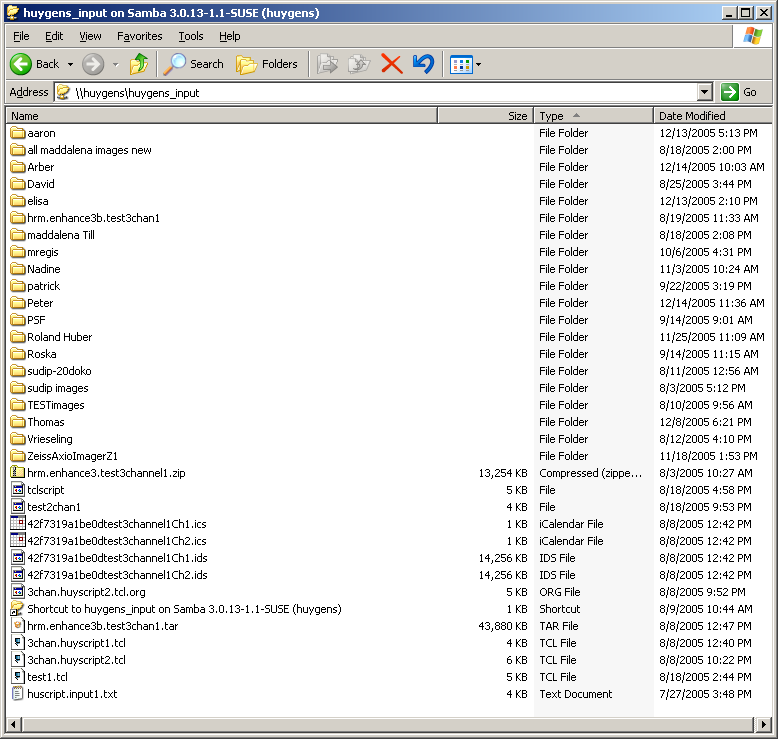 huygens_input on Samba 3.0.13-1.1-SUSE (huygens)
File Edit View Favorites Tools Help
Back Search Folders
Address \\huygens\huygens_input Go
Name Size Type Date Modified
aaron File Folder 12/13/2005 5:13 PM
all maddalena images new File Folder 8/18/2005 2:00 PM
Arber File Folder 12/14/2005 10:03 AM
David File Folder 8/25/2005 3:44 PM
elisa File Folder 12/13/2005 2:10 PM
hrm.enhance3b.test3chan1 File Folder 8/19/2005 11:33 AM
maddalena Till File Folder 8/18/2005 2:08 PM
mregis File Folder 10/6/2005 4:31 PM
Nadine File Folder 11/3/2005 10:24 AM
patrick File Folder 9/22/2005 3:19 PM
Peter File Folder 12/14/2005 11:36 AM
PSF File Folder 9/14/2005 9:01 AM
Roland Huber File Folder 11/25/2005 11:09 AM
Roska File Folder 9/14/2005 11:15 AM
sudip-20doko File Folder 8/11/2005 12:56 AM
sudip images File Folder 8/3/2005 5:12 PM
TESTimages File Folder 8/10/2005 9:56 AM
Thomas File Folder 12/8/2005 6:21 PM
Vrieseling File Folder 8/12/2005 4:10 PM
ZeissAxioImagerZ1 File Folder 11/18/2005 1:53 PM
hrm.enhance3.test3channel1.zip 13,254 KB Compressed (zippe... 8/3/2005 10:27 AM
tclscript 5 KB File 8/18/2005 4:58 PM
test2chan1 4 KB File 8/18/2005 9:53 PM
42f7319a1be0dtest3channel1Ch1.ics 1 KB iCalendar File 8/8/2005 12:42 PM
42f7319a1be0dtest3channel1Ch2.ics 1 KB iCalendar File 8/8/2005 12:42 PM
42f7319a1be0dtest3channel1Ch1.ids 14,256 KB IDS File 8/8/2005 12:42 PM
42f7319a1be0dtest3channel1Ch2.ids 14,256 KB IDS File 8/8/2005 12:42 PM
3chan.huyscript2.tcl.org 5 KB ORG File 8/8/2005 9:52 PM
Shortcut to huygens_input on Samba 3.0.13-1.1-SUSE (huygens) 1 KB Shortcut 8/9/2005 10:44 AM
hrm.enhance3b.test3chan1.tar 43,880 KB TAR File 8/8/2005 12:47 PM
3chan.huyscript1.tcl 4 KB TCL File 8/8/2005 12:40 PM
3chan.huyscript2.tcl 6 KB TCL File 8/8/2005 10:22 PM
test1.tcl 5 KB TCL File 8/18/2005 2:44 PM
huscript.input1.txt 4 KB Text Document 7/27/2005 3:48 PM